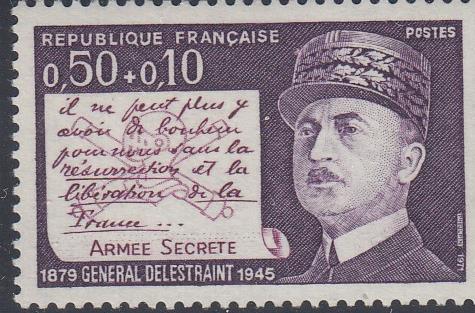 RÉPUBLIQUE FRANÇAISE POSTES
0,50+0,10
il ne peut plus y
avoir de bonheur
pour nous sans la
résurrection et la
libération de la
France ...
ARMEE SECRETE
1879 GENERAL DELESTRAINT 1945
1971